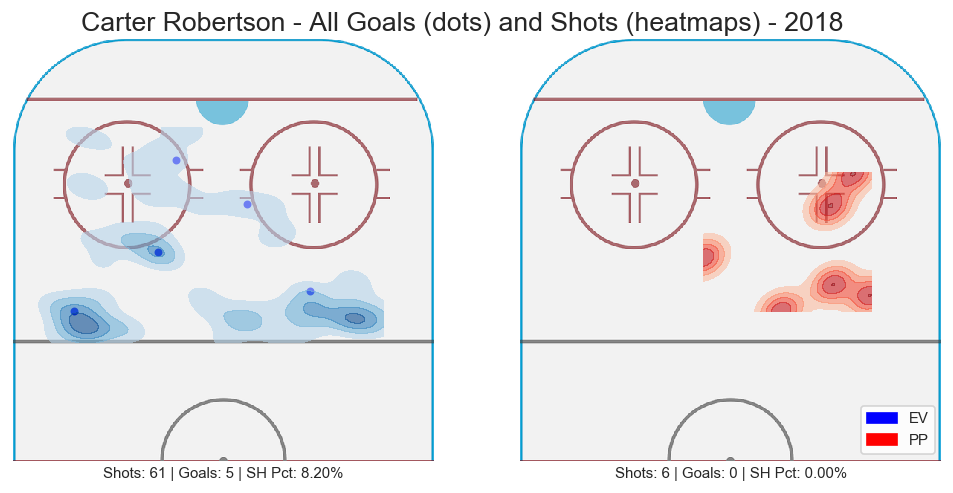 Carter Robertson - All Goals (dots) and Shots (heatmaps) - 2018
EV
PP
Shots: 61 | Goals: 5 | SH Pct: 8.20%
Shots: 6 | Goals: 0 | SH Pct: 0.00%